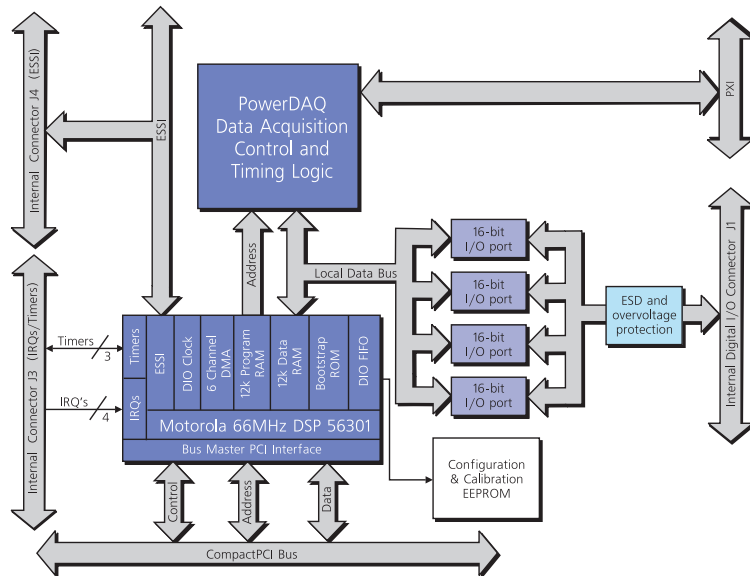 Internal Connector J4 (ESSI)
ESSI
PowerDAQ
Data Acquisition
Control and
Timing Logic
PXI
Address
Local Data Bus
16-bit
I/O port
16-bit
I/O port
16-bit
I/O port
16-bit
I/O port
ESD and
overvoltage
protection
Internal Digital I/O Connector J1
Internal Connector J3 (IRQs/Timers)
Timers
3
IRQ's
4
Timers
IRQs
ESSI
DIO Clock
6 Channel
DMA
12k Program
RAM
12k Data
RAM
Bootstrap
ROM
DIO FIFO
Motorola 66MHz DSP 56301
Bus Master PCI Interface
Configuration
& Calibration
EEPROM
Control
Address
Data
CompactPCI Bus